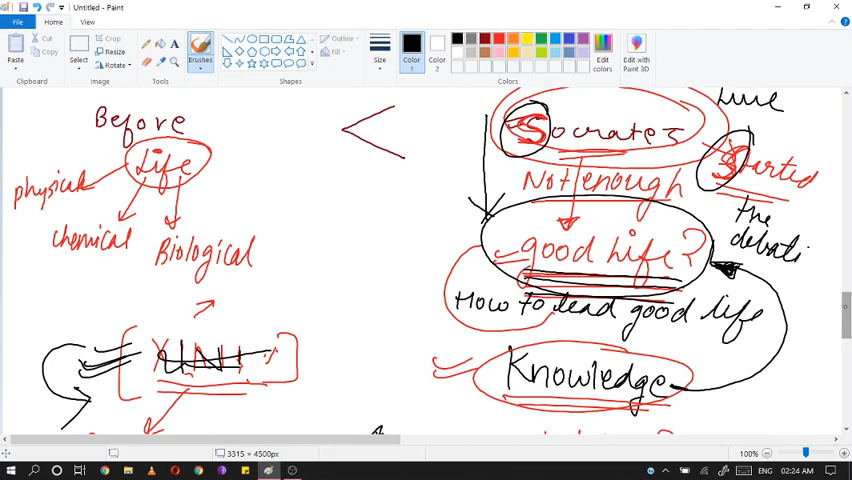 Untitled - Paint
File
Home
View
Paste
Cut
Copy
Clipboard
Select
Crop
Resize
Rotate
Image
Tools
Brushes
Shapes
Outline
Fill
Size
Color 1
Color 2
Colors
Edit colors
Edit with Paint 3D
Before
Life
physical
chemical
Biological
Socrates
Started
the
debati
Not enough
good life?
How to lead good life
Knowledge
3315 × 4500px
100%
ENG
02:24 AM